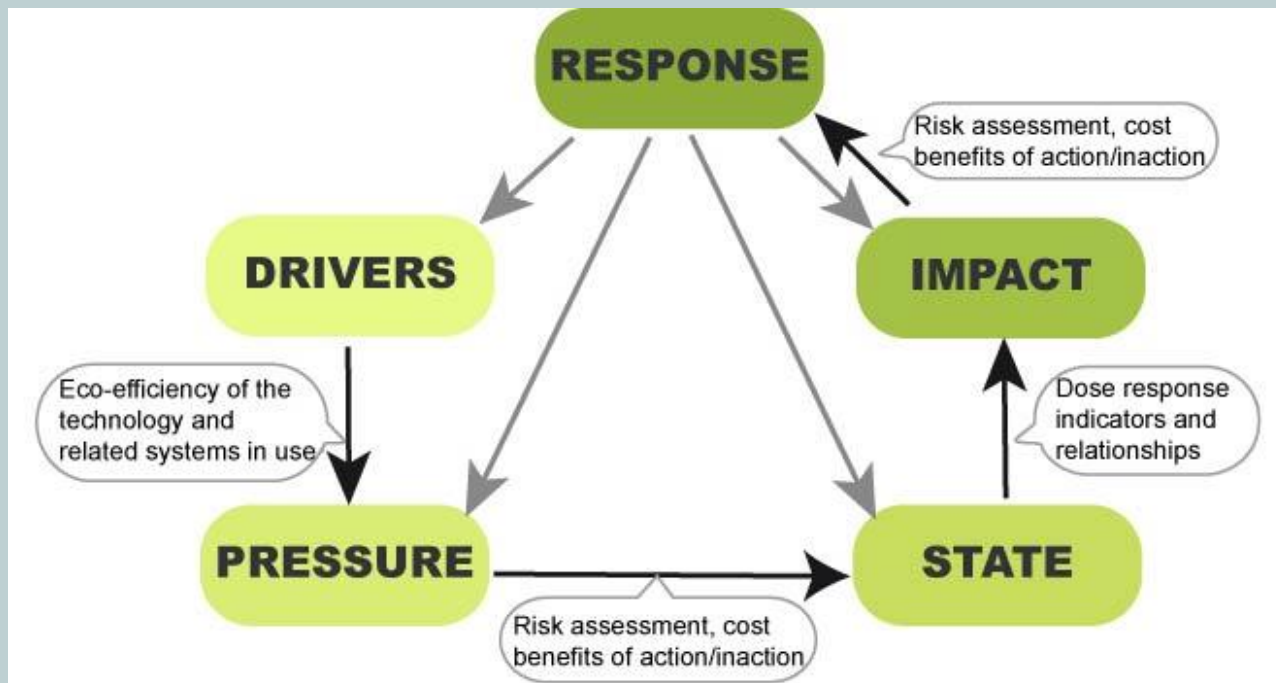 RESPONSE
Risk assessment, cost
benefits of action/inaction
DRIVERS
IMPACT
Eco-efficiency of the
technology and
related systems in use
Dose response
indicators and
relationships
PRESSURE
STATE
Risk assessment, cost
benefits of action/inaction